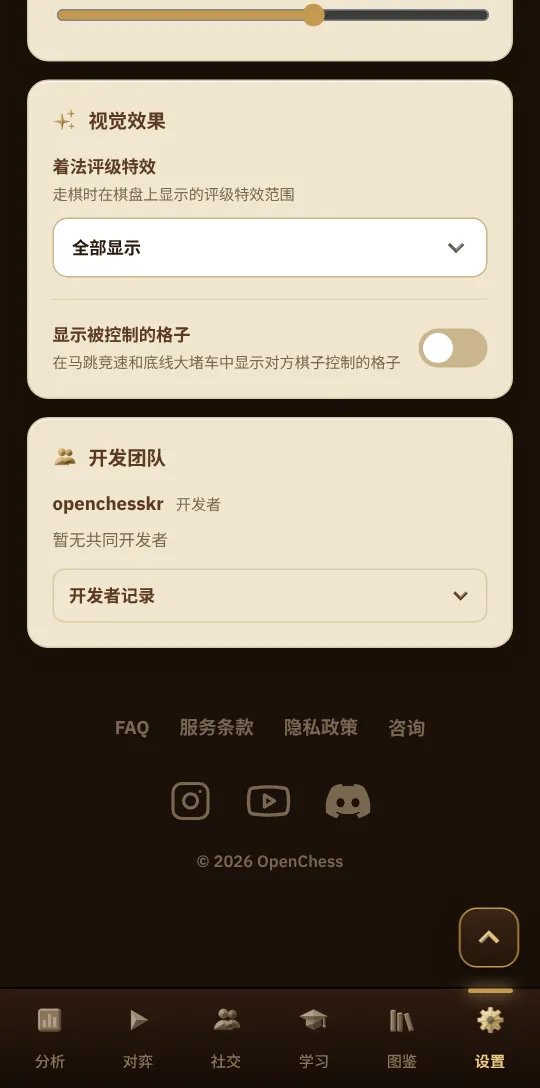 视觉效果
着法评级特效
走棋时在棋盘上显示的评级特效范围
全部显示
显示被控制的格子
在马跳竞速和底线大堵车中显示对方棋子控制的格子
开发团队
openchesskr 开发者
暂无共同开发者
开发者记录
FAQ 服务条款 隐私政策 咨询
© 2026 OpenChess
分析 对弈 社交 学习 图鉴 设置